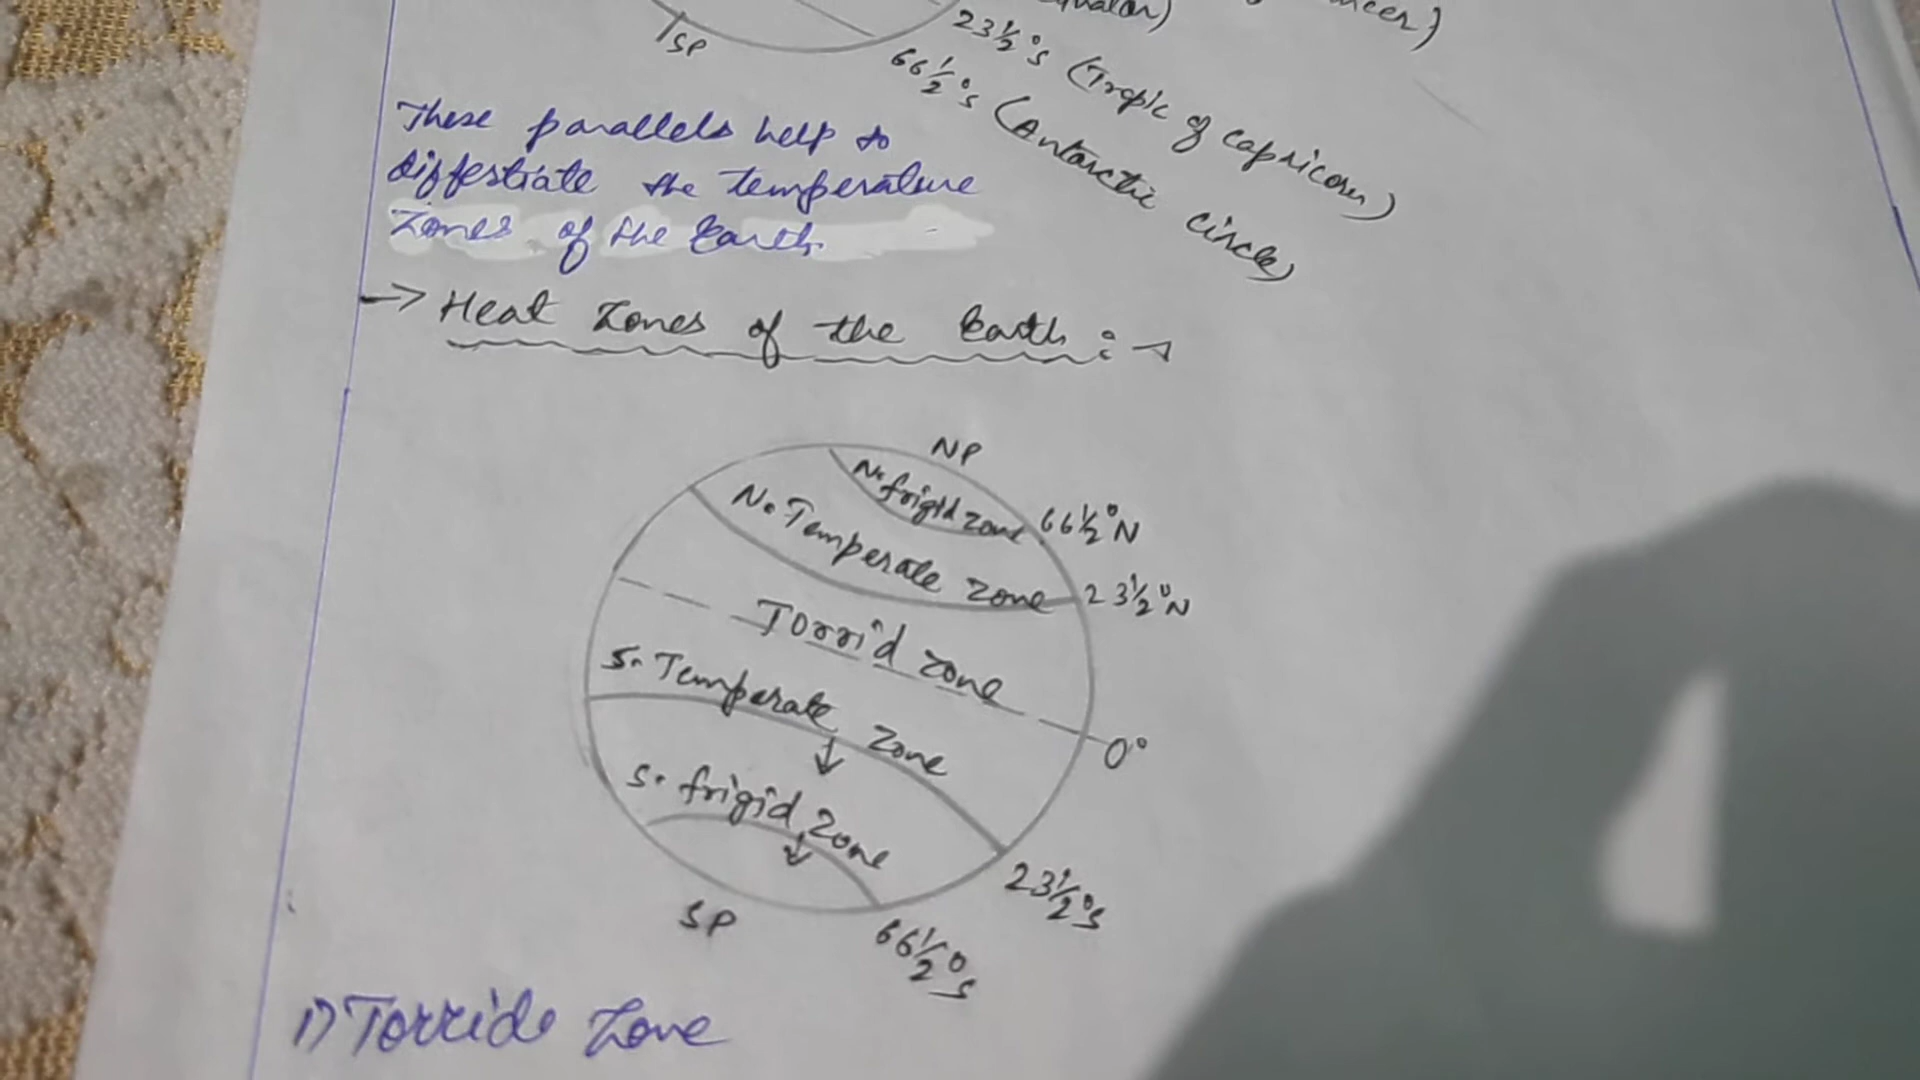 SP
23½°S (Tropic of capricorn)
66½°S (Antarctic circle)
These parallels help to
diffestiate the temperature
Zones of the Earth
→ Heat Zones of the Earth :→
NP
N. frigid zone 66½°N
N. Temperate zone 23½°N
Torrid zone
0°
S. Temperate Zone
↓
S. frigid Zone
↓
23½°S
SP
66½°S
1) Torride Zone